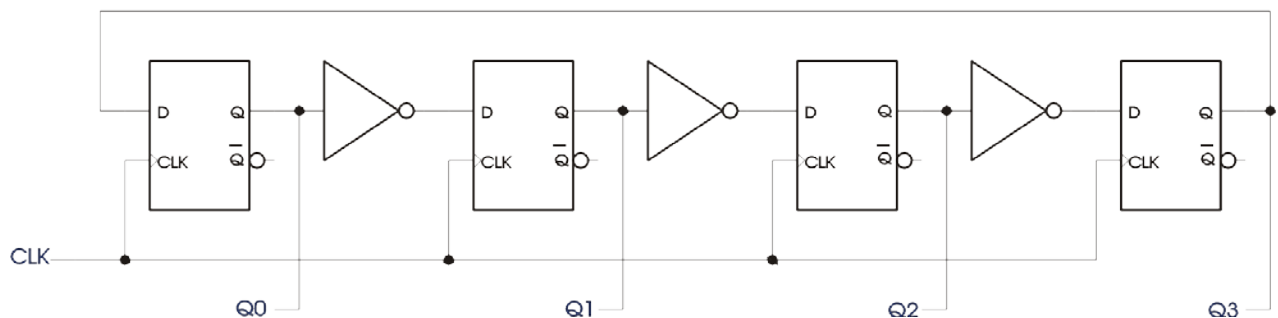 D Q D Q D Q D Q
CLK Q CLK Q CLK Q CLK Q
CLK
Q0 Q1 Q2 Q3